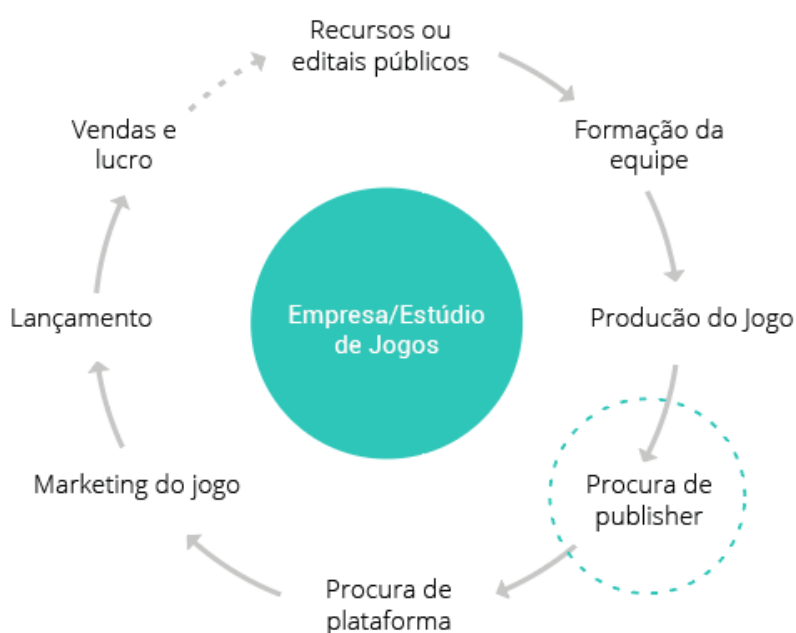 Recursos ou
editais públicos
Formação da
equipe
Producão do Jogo
Procura de
publisher
Procura de
plataforma
Marketing do jogo
Lançamento
Vendas e
lucro
Empresa/Estúdio
de Jogos